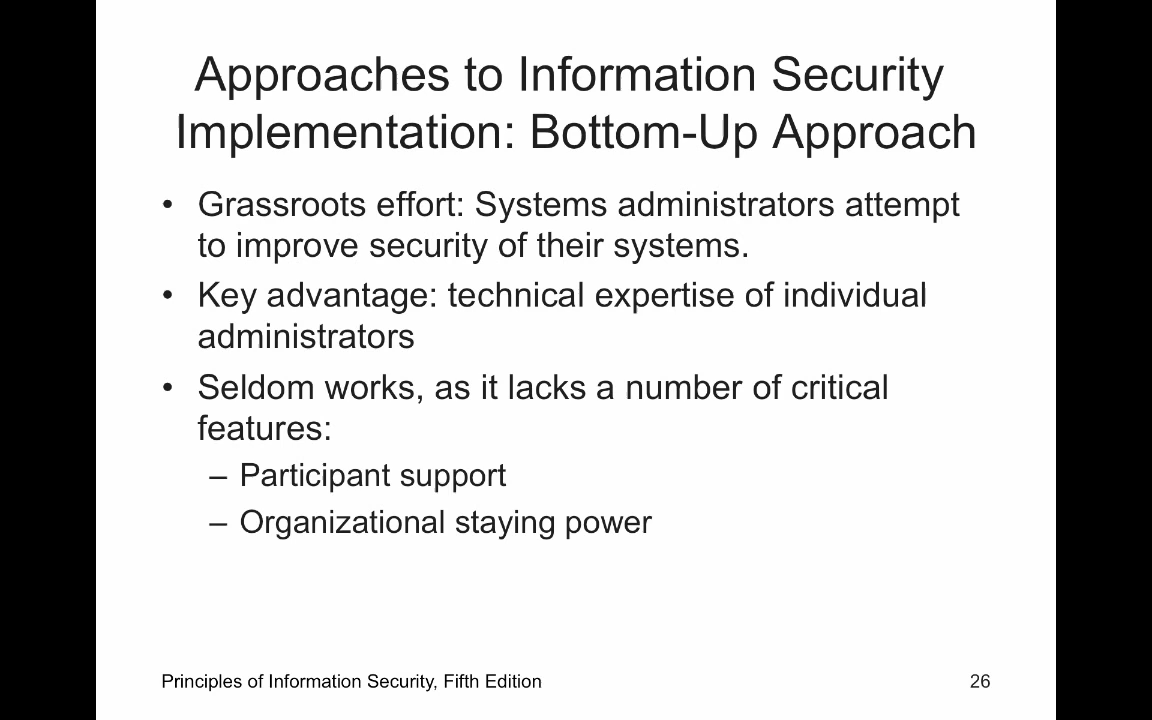 Approaches to Information Security
Implementation: Bottom-Up Approach
• Grassroots effort: Systems administrators attempt
to improve security of their systems.
• Key advantage: technical expertise of individual
administrators
• Seldom works, as it lacks a number of critical
features:
– Participant support
– Organizational staying power
Principles of Information Security, Fifth Edition
26